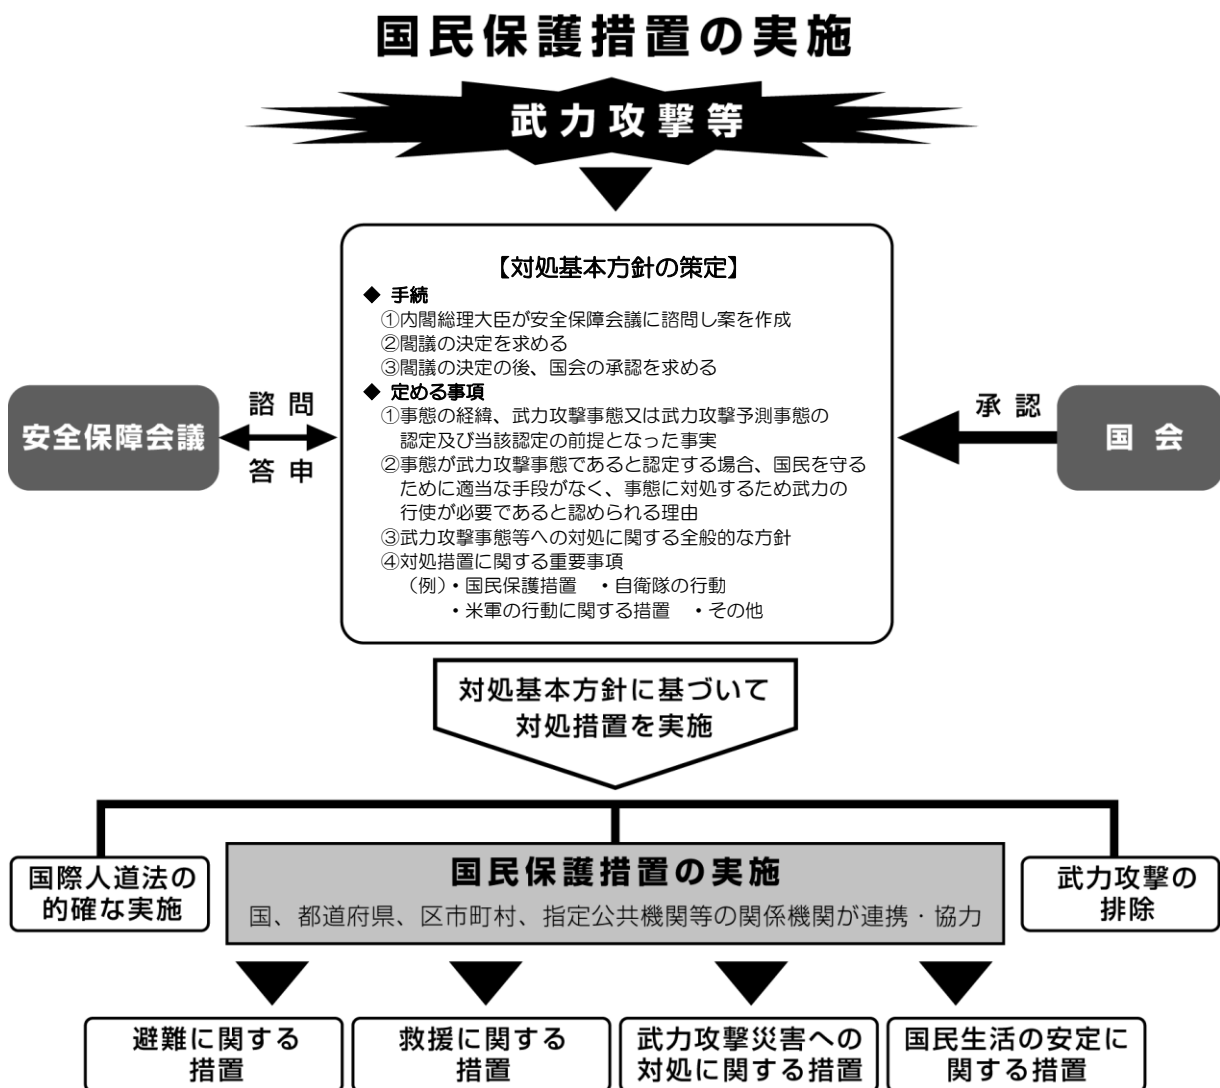 国民保護措置の実施
武力攻撃等
【対処基本方針の策定】
◆ 手続
①内閣総理大臣が安全保障会議に諮問し案を作成
②閣議の決定を求める
③閣議の決定の後、国会の承認を求める
◆ 定める事項
①事態の経緯、武力攻撃事態又は武力攻撃予測事態の
認定及び当該認定の前提となった事実
②事態が武力攻撃事態であると認定する場合、国民を守る
ために適当な手段がなく、事態に対処するため武力の
行使が必要であると認められる理由
③武力攻撃事態等への対処に関する全般的な方針
④対処措置に関する重要事項
（例）・国民保護措置 ・自衛隊の行動
・米軍の行動に関する措置 ・その他
安全保障会議
諮問
答申
承認
国会
対処基本方針に基づいて
対処措置を実施
国際人道法の
的確な実施
国民保護措置の実施
国、都道府県、区市町村、指定公共機関等の関係機関が連携・協力
武力攻撃の
排除
避難に関する
措置
救援に関する
措置
武力攻撃災害への
対処に関する措置
国民生活の安定に
関する措置